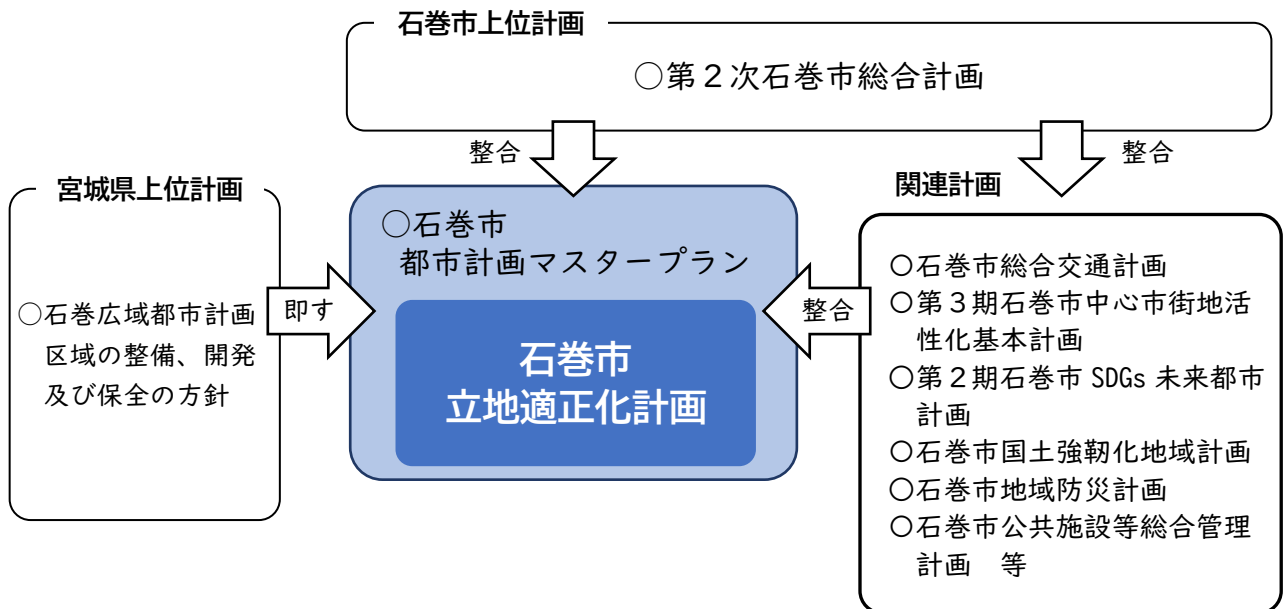 石巻市上位計画
○第２次石巻市総合計画
整合
整合
宮城県上位計画
○石巻広域都市計画
区域の整備、開発
及び保全の方針
即す
○石巻市
都市計画マスタープラン
石巻市
立地適正化計画
整合
関連計画
○石巻市総合交通計画
○第３期石巻市中心市街地活
性化基本計画
○第２期石巻市 SDGs 未来都市
計画
○石巻市国土強靭化地域計画
○石巻市地域防災計画
○石巻市公共施設等総合管理
計画　等